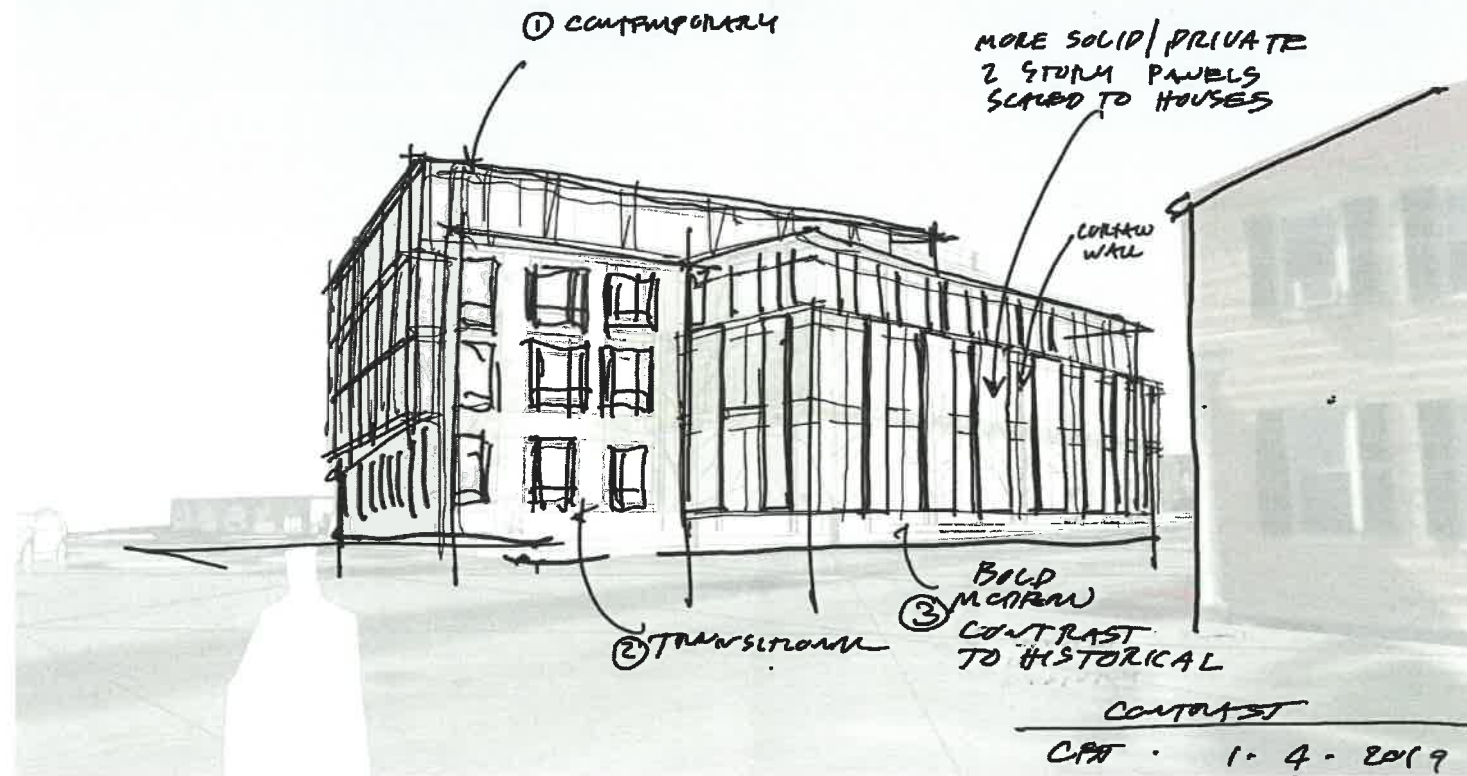 ① CONTEMPORARY
MORE SOLID/PRIVATE
2 STORY PANELS
SCALED TO HOUSES
CURTAIN
WALL
② TRANSITIONAL
③ BOLD
MODERN
CONTRAST
TO HISTORICAL
CONTRAST
1. 4. 2019